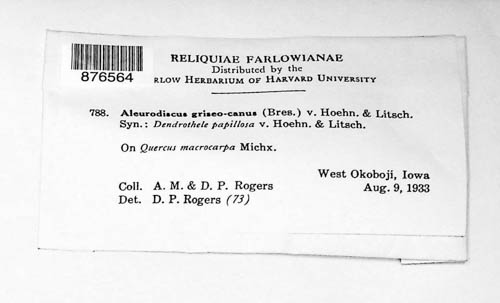 RELIQUIAE FARLOWIANAE
Distributed by the
RLOW HERBARIUM OF HARVARD UNIVERSITY
876564
788. Aleurodiscus griseo-canus (Bres.) v. Hoehn. & Litsch.
Syn.: Dendrothele papillosa v. Hoehn. & Litsch.
On Quercus macrocarpa Michx.
West Okoboji, Iowa
Coll. A. M. & D. P. Rogers Aug. 9, 1933
Det. D. P. Rogers (73)